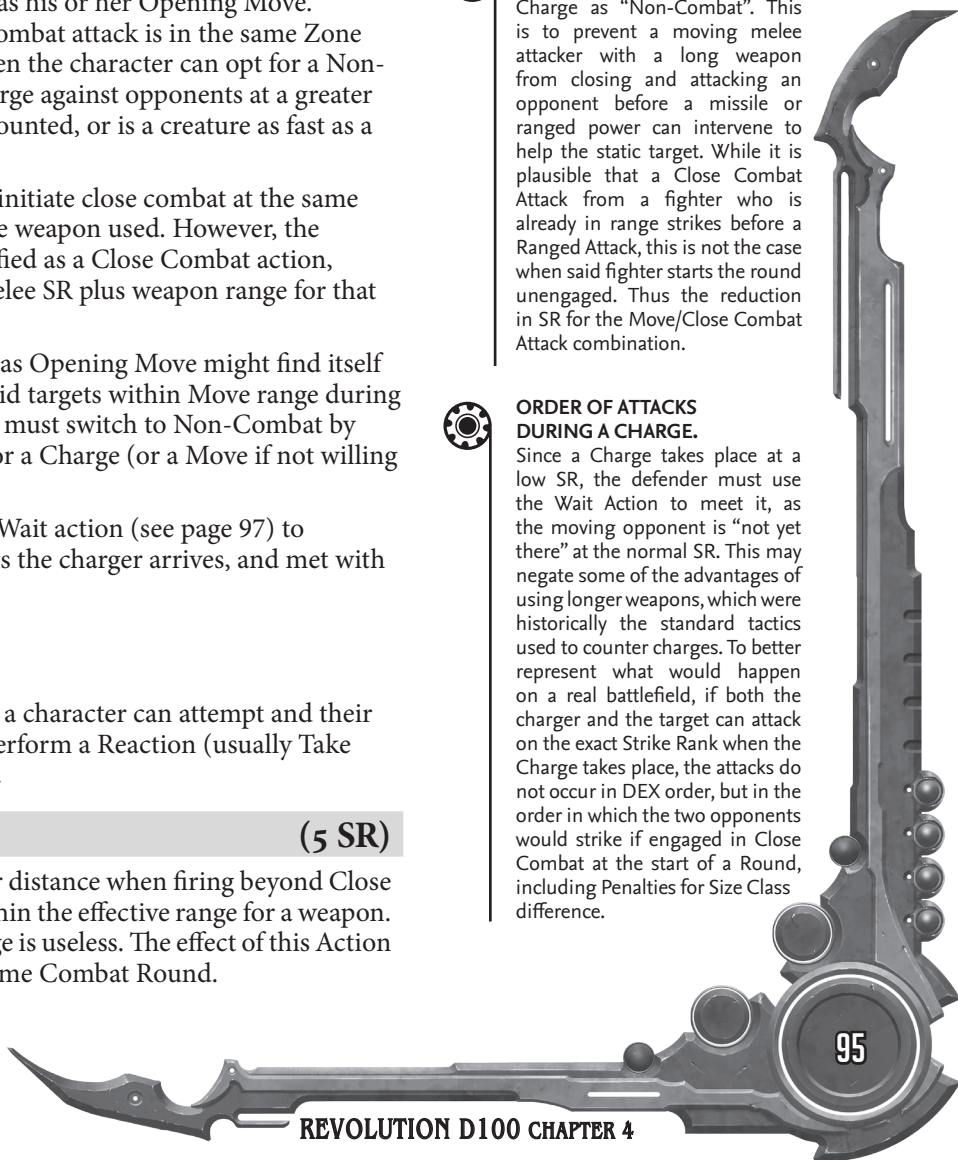 as his or her Opening Move.
ombat attack is in the same Zone
en the character can opt for a Non-
rge against opponents at a greater
ounted, or is a creature as fast as a
initiate close combat at the same
e weapon used. However, the
fied as a Close Combat action,
elee SR plus weapon range for that
as Opening Move might find itself
id targets within Move range during
must switch to Non-Combat by
or a Charge (or a Move if not willing
Wait action (see page 97) to
s the charger arrives, and met with
a character can attempt and their
erform a Reaction (usually Take
.
(5 SR)
r distance when firing beyond Close
hin the effective range for a weapon.
ge is useless. The effect of this Action
me Combat Round.
Charge as “Non-Combat”. This
is to prevent a moving melee
attacker with a long weapon
from closing and attacking an
opponent before a missile or
ranged power can intervene to
help the static target. While it is
plausible that a Close Combat
Attack from a fighter who is
already in range strikes before a
Ranged Attack, this is not the case
when said fighter starts the round
unengaged. Thus the reduction
in SR for the Move/Close Combat
Attack combination.
ORDER OF ATTACKS
DURING A CHARGE.
Since a Charge takes place at a
low SR, the defender must use
the Wait Action to meet it, as
the moving opponent is “not yet
there” at the normal SR. This may
negate some of the advantages of
using longer weapons, which were
historically the standard tactics
used to counter charges. To better
represent what would happen
on a real battlefield, if both the
charger and the target can attack
on the exact Strike Rank when the
Charge takes place, the attacks do
not occur in DEX order, but in the
order in which the two opponents
would strike if engaged in Close
Combat at the start of a Round,
including Penalties for Size Class
difference.
95
REVOLUTION D100 CHAPTER 4